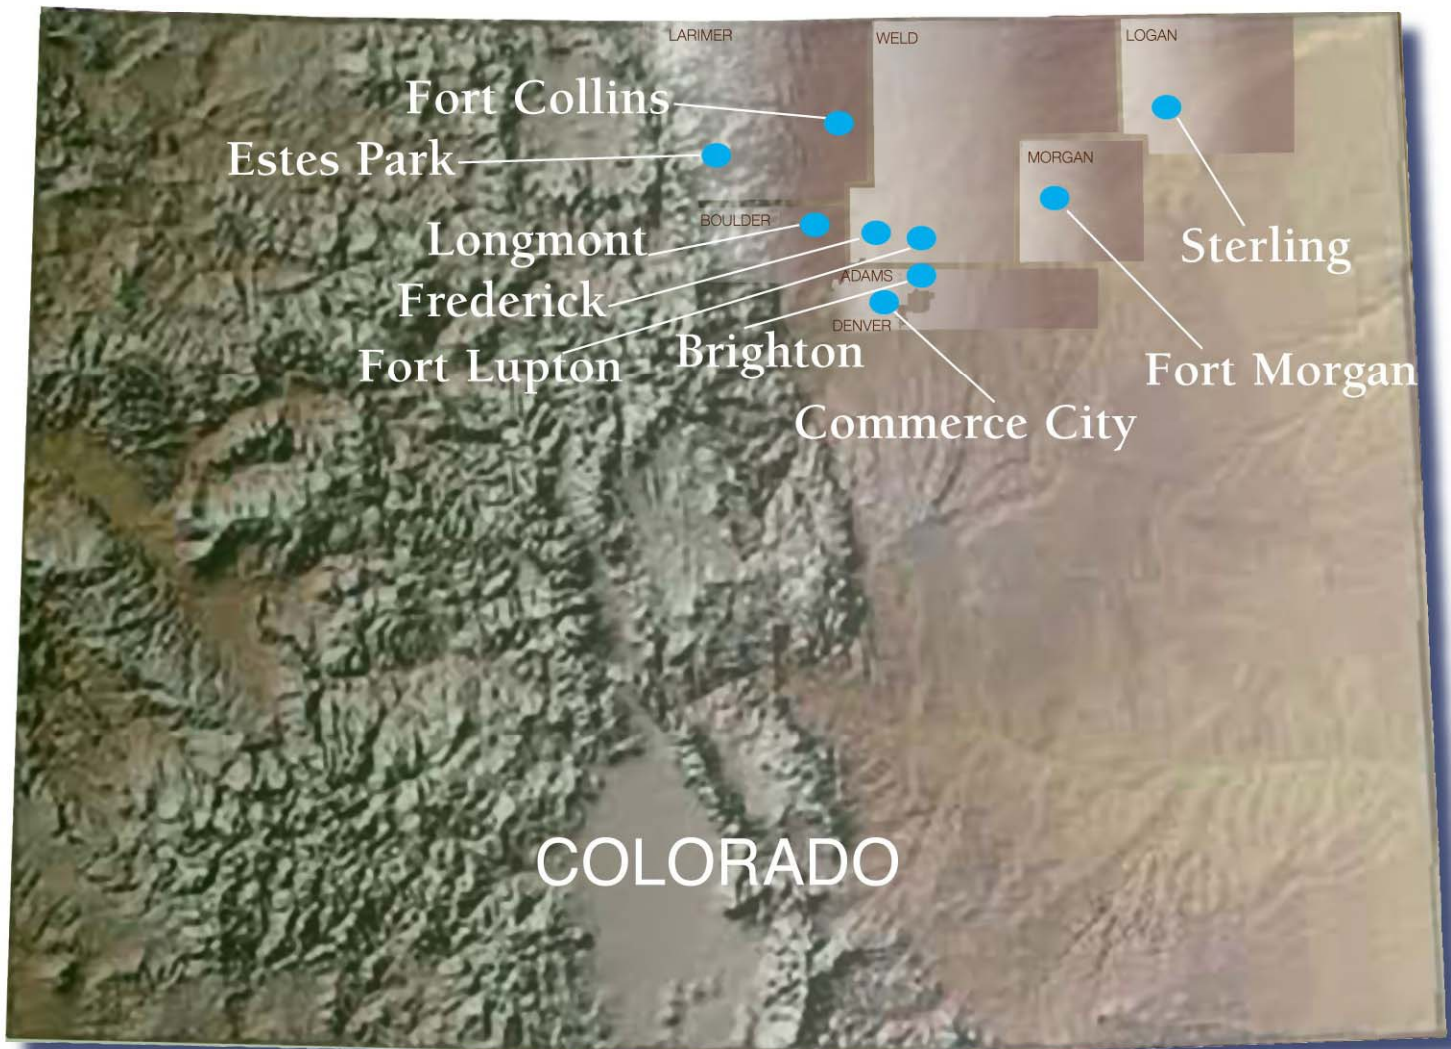 LARIMER
WELD
LOGAN
Fort Collins
Estes Park
MORGAN
BOULDER
Longmont
Sterling
ADAMS
Frederick
DENVER
Fort Lupton
Brighton
Fort Morgan
Commerce City
COLORADO